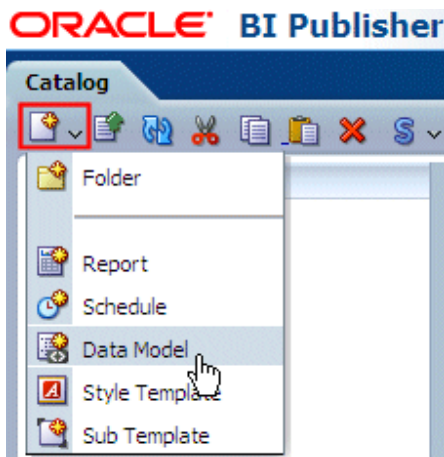 ORACLE BI Publisher
Catalog
S
Folder
Report
Schedule
Data Model
Style Template
Sub Template